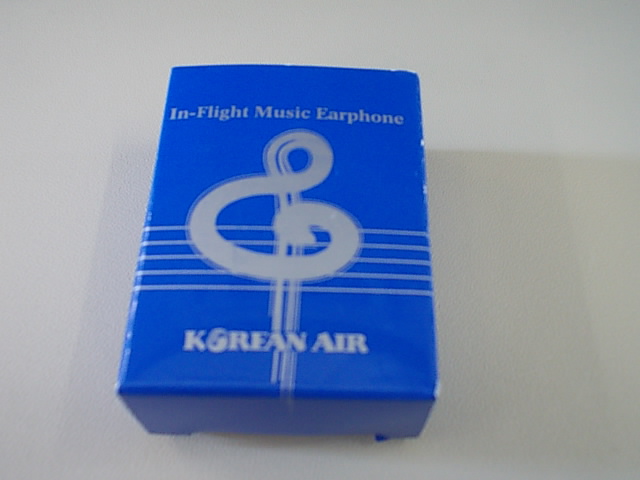 In-Flight Music Earphone
KOREAN AIR